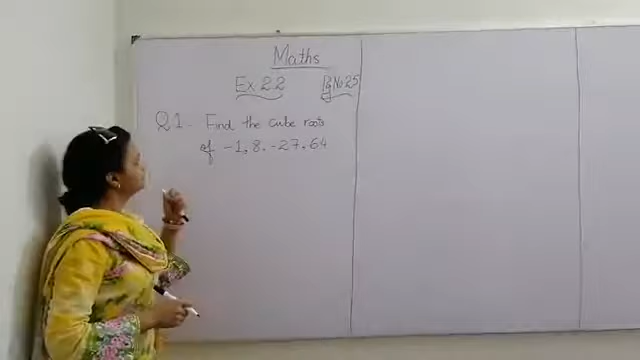 Maths
Ex 2.2 Pg No 25
Q1. Find the cube roots
of -1, 8. -27. 64